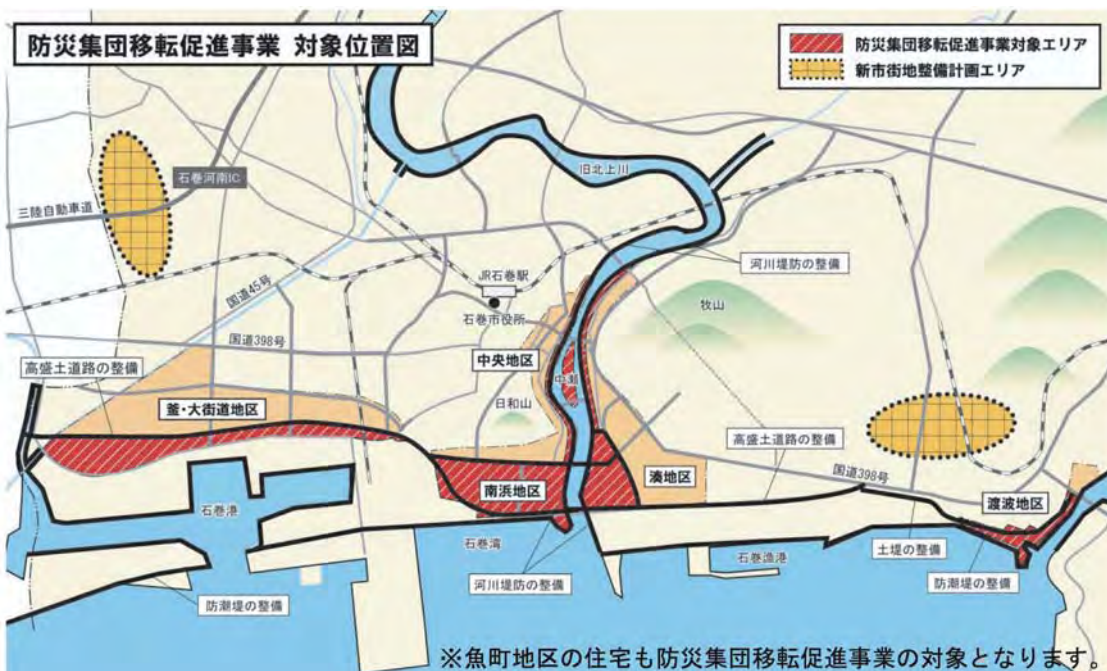 防災集団移転促進事業 対象位置図
防災集団移転促進事業対象エリア
新市街地整備計画エリア
旧北上川
石巻河南IC
三陸自動車道
河川堤防の整備
JR石巻駅
国道45号
牧山
石巻市役所
国道398号
中央地区
高盛土道路の整備
中瀬
釜・大街道地区
日和山
高盛土道路の整備
国道398号
湊地区
南浜地区
渡波地区
石巻港
石巻湾
石巻漁港
土堤の整備
河川堤防の整備
防潮堤の整備
防潮堤の整備
※魚町地区の住宅も防災集団移転促進事業の対象となります。